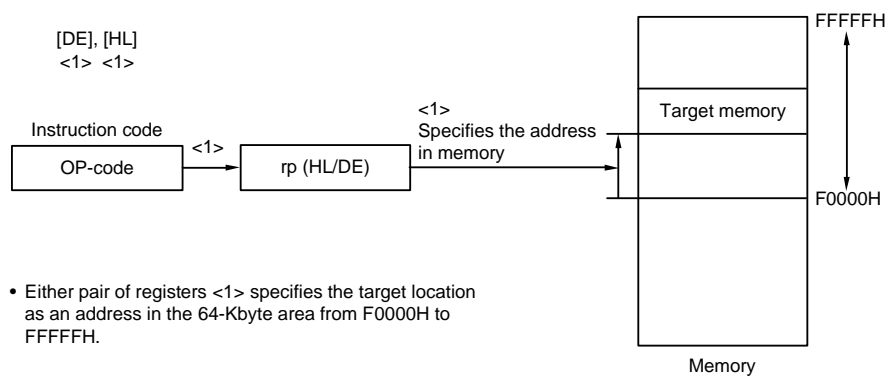 FFFFFH
[DE], [HL]
<1> <1>
Target memory
<1>
Specifies the address
in memory
Instruction code
<1>
OP-code
rp (HL/DE)
F0000H
• Either pair of registers <1> specifies the target location
as an address in the 64-Kbyte area from F0000H to
FFFFFH.
Memory